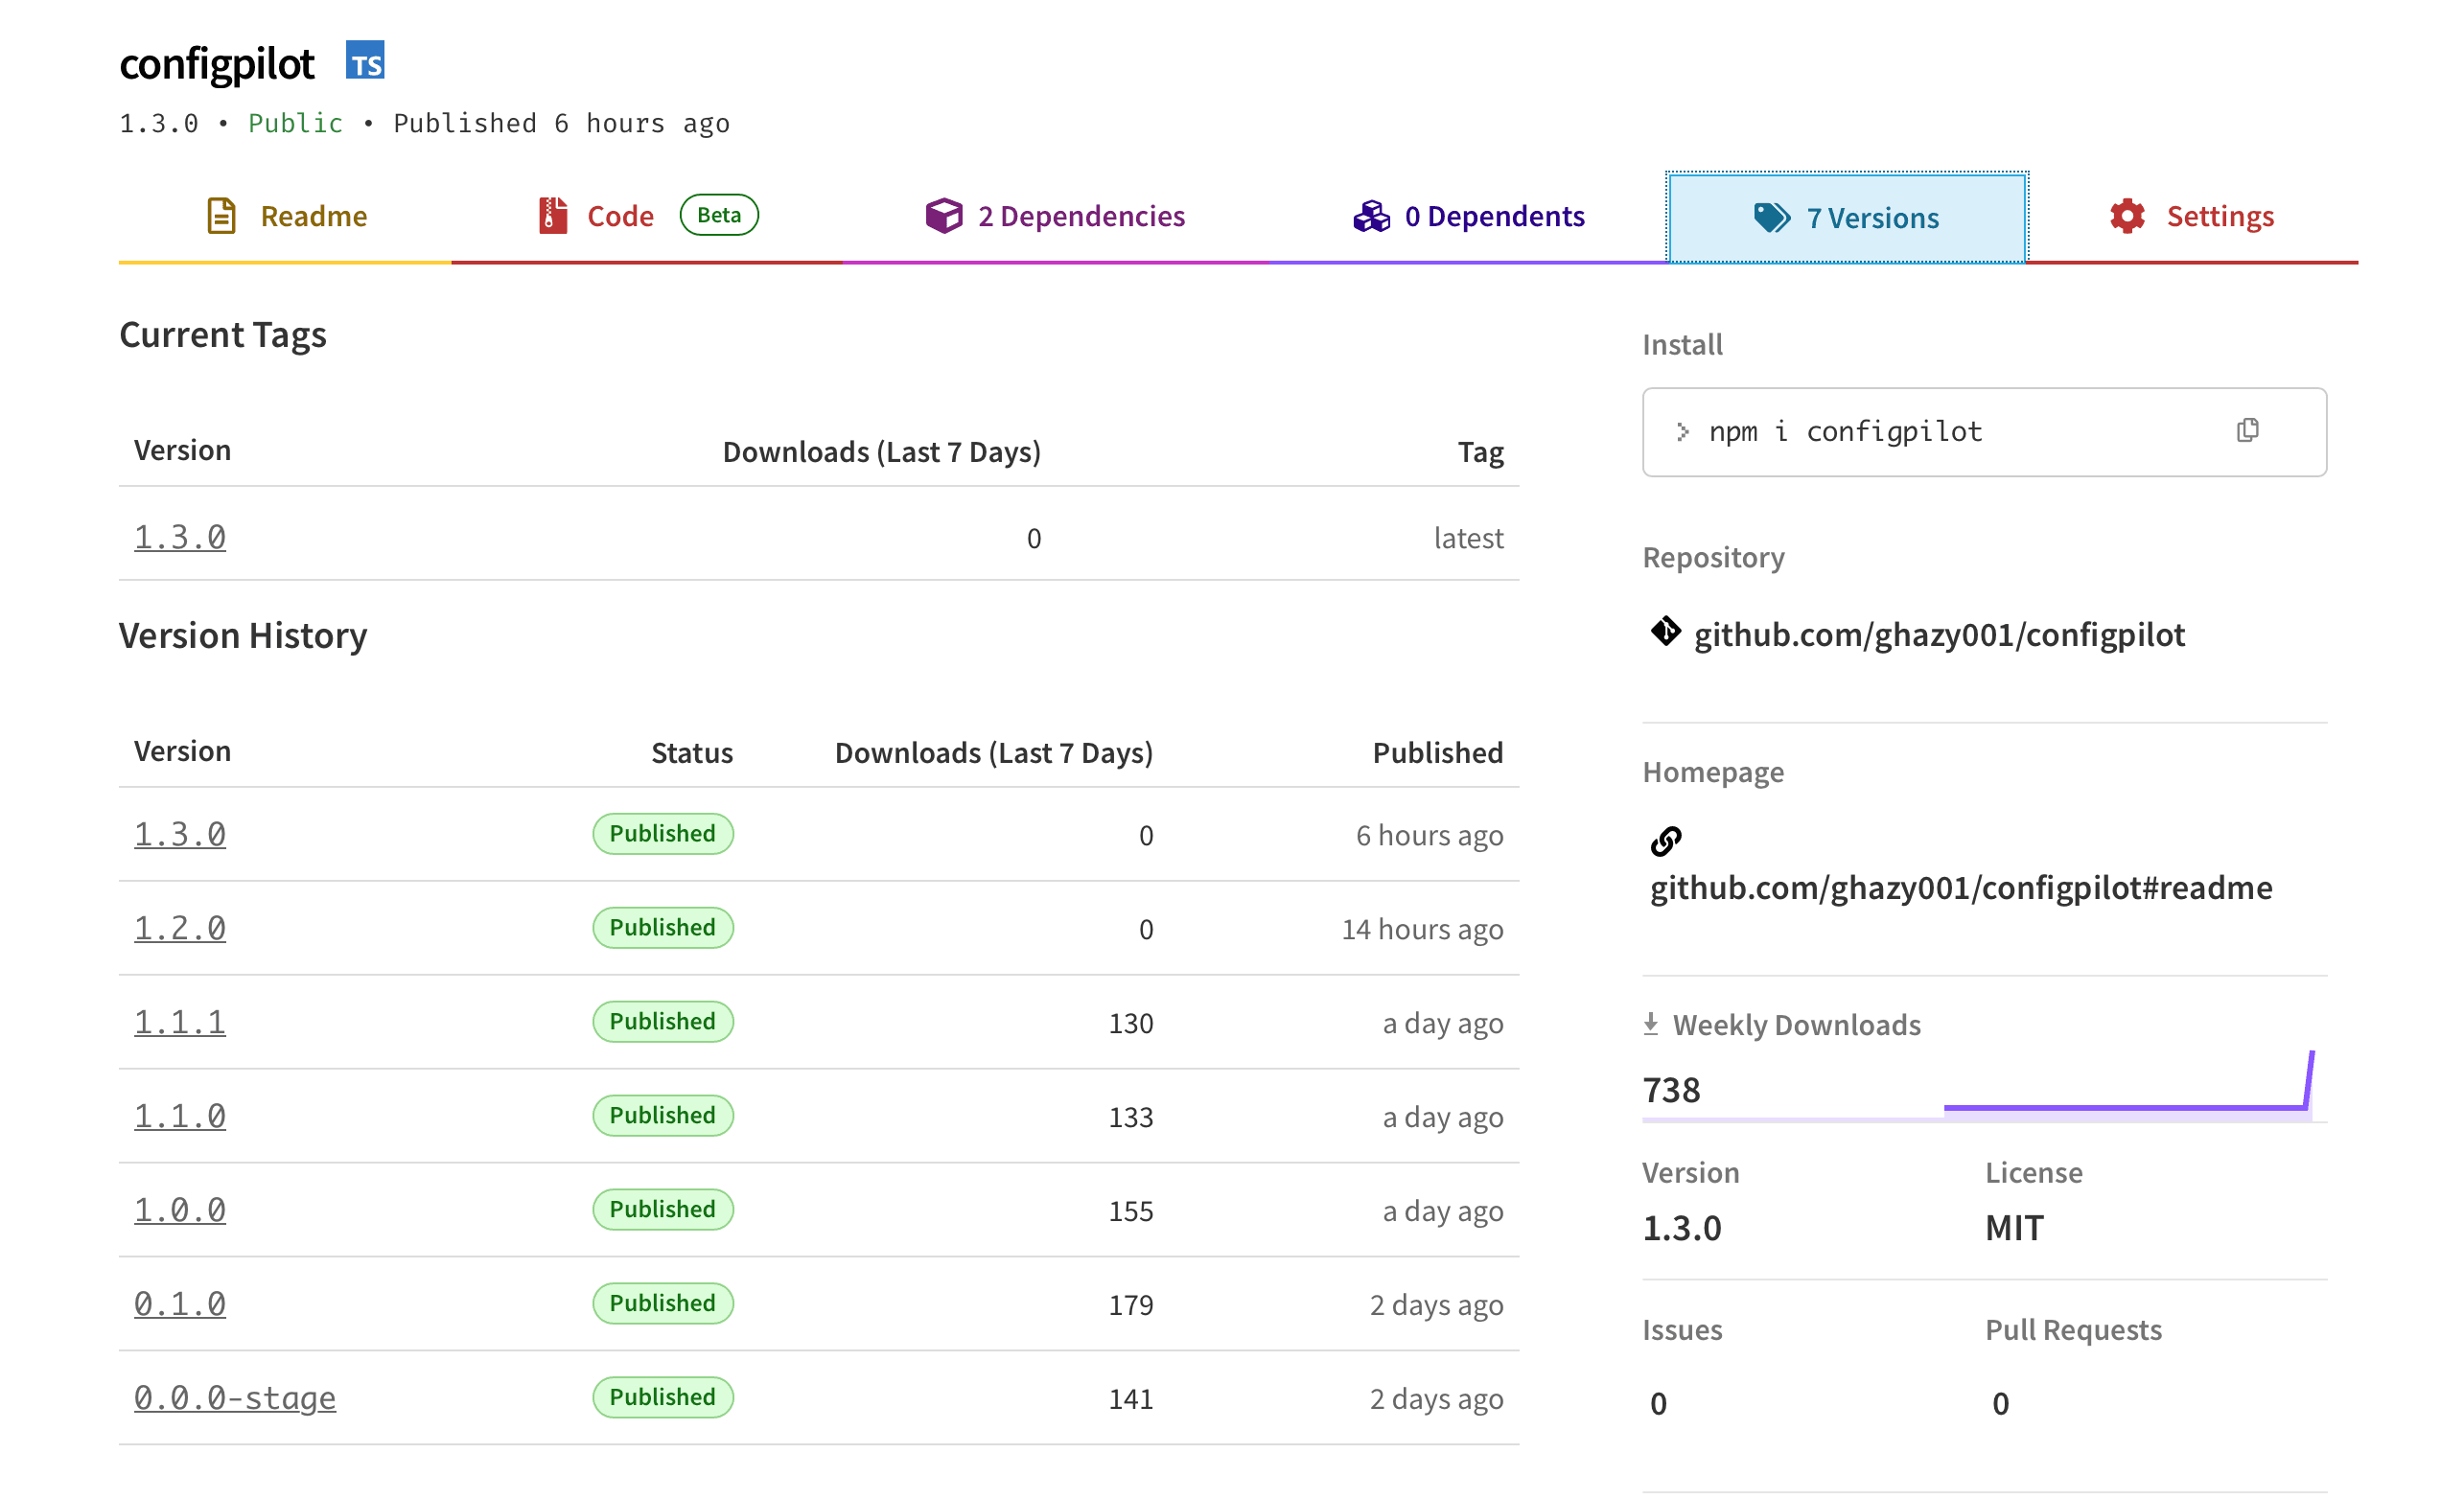 configpilot TS
1.3.0 • Public • Published 6 hours ago
Readme Code Beta 2 Dependencies 0 Dependents 7 Versions Settings
Current Tags
Version Downloads (Last 7 Days) Tag
1.3.0 0 latest
Version History
Version Status Downloads (Last 7 Days) Published
1.3.0 Published 0 6 hours ago
1.2.0 Published 0 14 hours ago
1.1.1 Published 130 a day ago
1.1.0 Published 133 a day ago
1.0.0 Published 155 a day ago
0.1.0 Published 179 2 days ago
0.0.0-stage Published 141 2 days ago
Install
npm i configpilot
Repository
github.com/ghazy001/configpilot
Homepage
github.com/ghazy001/configpilot#readme
Weekly Downloads
738
Version License
1.3.0 MIT
Issues Pull Requests
0 0